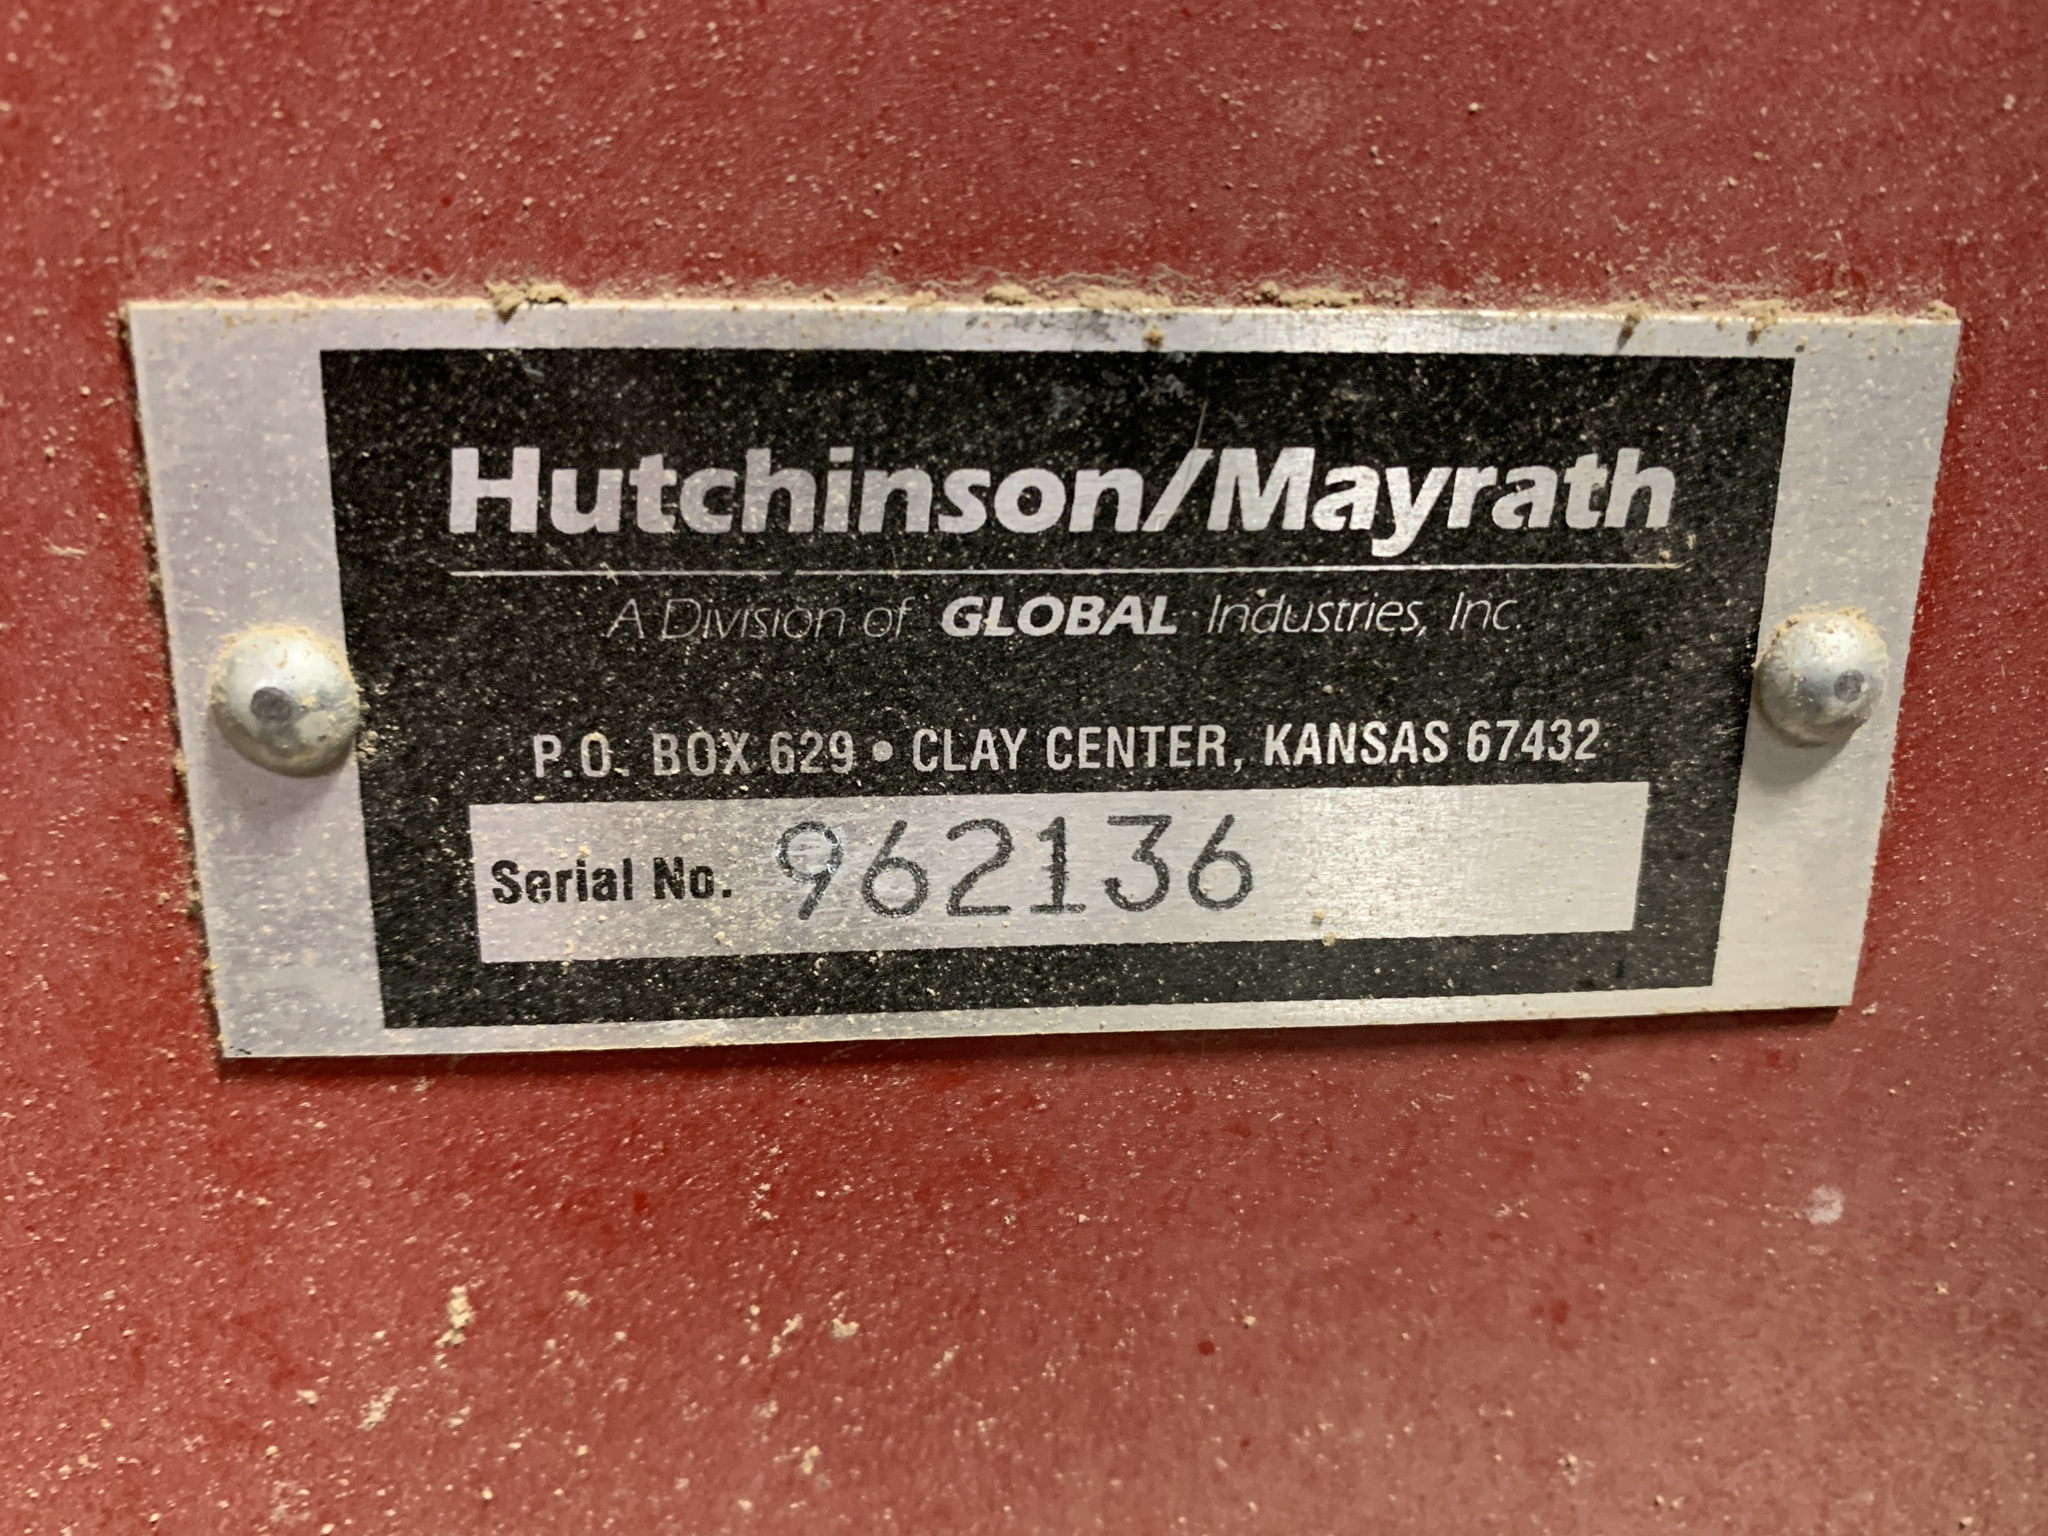 Hutchinson/Mayrath
A Division of GLOBAL Industries, Inc.
P.O. BOX 629 • CLAY CENTER, KANSAS 67432
Serial No. 962136